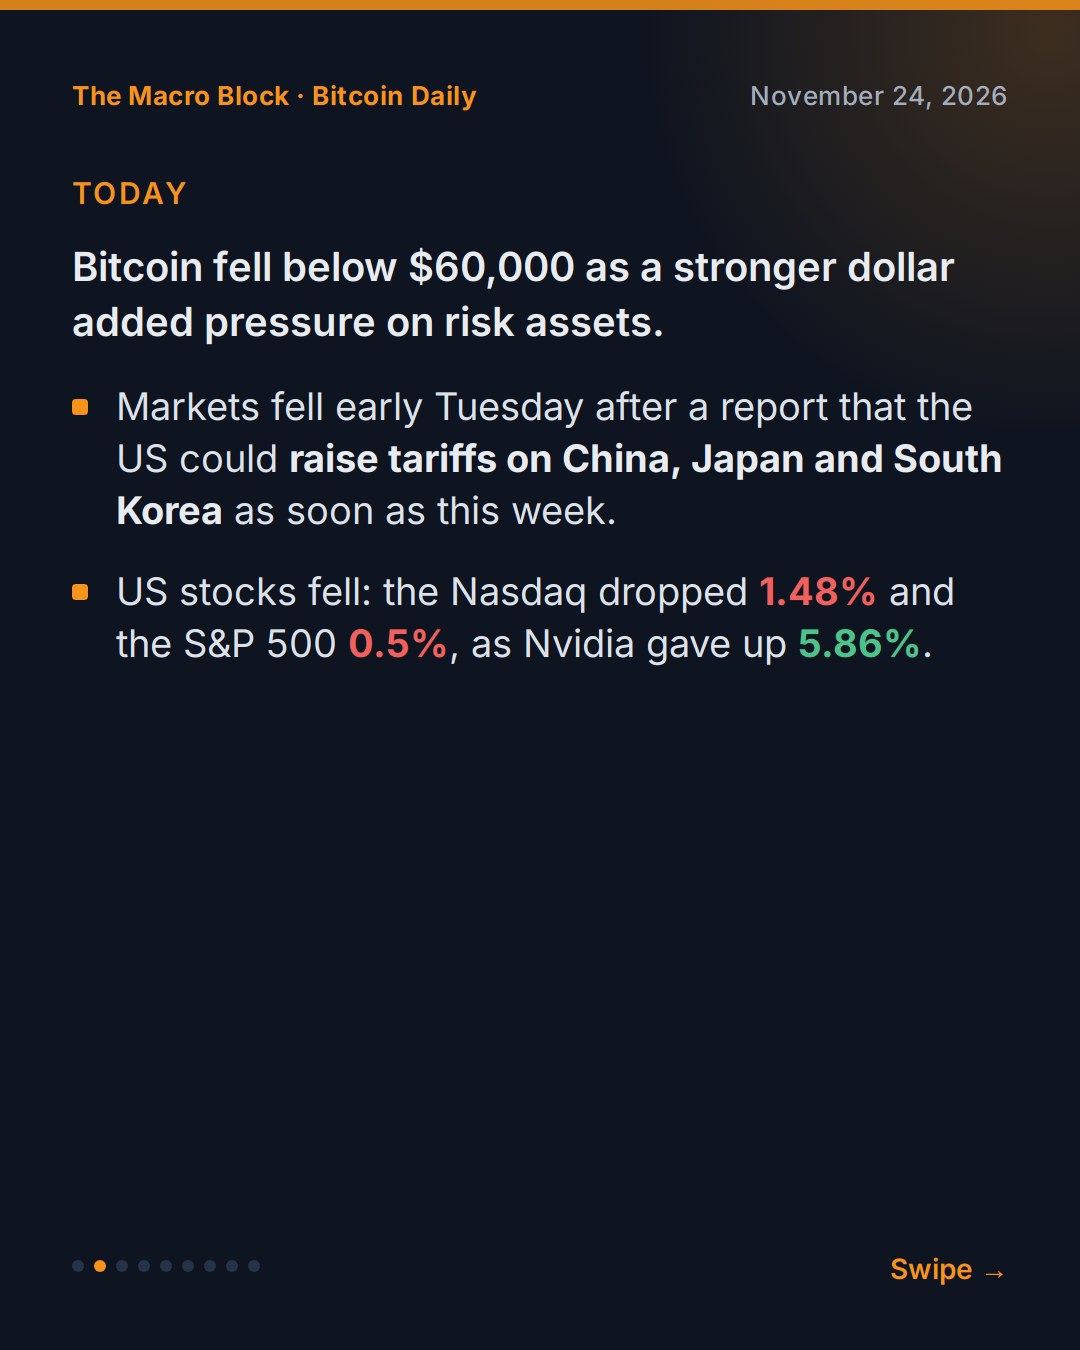 The Macro Block · Bitcoin Daily
November 24, 2026
TODAY
Bitcoin fell below $60,000 as a stronger dollar
added pressure on risk assets.
Markets fell early Tuesday after a report that the
US could raise tariffs on China, Japan and South
Korea as soon as this week.
US stocks fell: the Nasdaq dropped 1.48% and
the S&P 500 0.5%, as Nvidia gave up 5.86%.
Swipe →